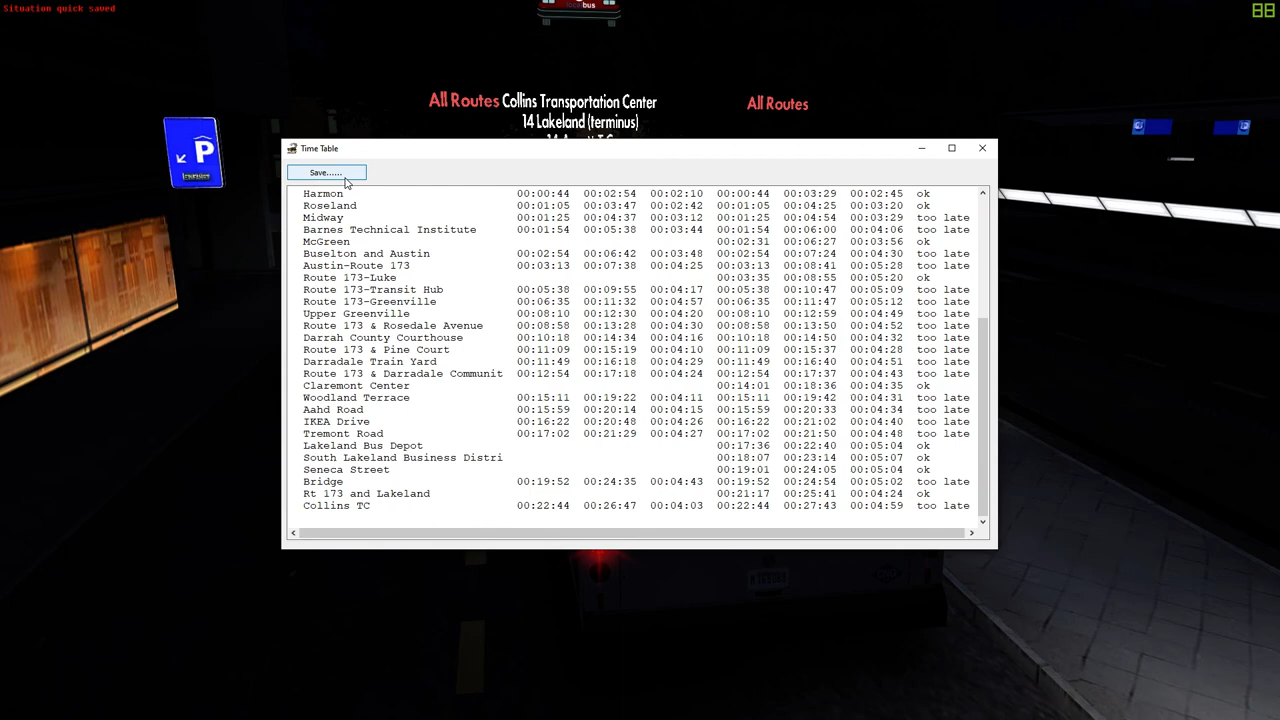 Situation quick saved
88
localbus
All Routes Collins Transportation Center All Routes
14 Lakeland (terminus)
P
Time Table
Save......
Harmon 00:00:44 00:02:54 00:02:10 00:00:44 00:03:29 00:02:45 ok
Roseland 00:01:05 00:03:47 00:02:42 00:01:05 00:04:25 00:03:20 ok
Midway 00:01:25 00:04:37 00:03:12 00:01:25 00:04:54 00:03:29 too late
Barnes Technical Institute 00:01:54 00:05:38 00:03:44 00:01:54 00:06:00 00:04:06 too late
McGreen 00:02:31 00:06:27 00:03:56 ok
Buselton and Austin 00:02:54 00:06:42 00:03:48 00:02:54 00:07:24 00:04:30 too late
Austin-Route 173 00:03:13 00:07:38 00:04:25 00:03:13 00:08:41 00:05:28 too late
Route 173-Luke 00:03:35 00:08:55 00:05:20 ok
Route 173-Transit Hub 00:05:38 00:09:55 00:04:17 00:05:38 00:10:47 00:05:09 too late
Route 173-Greenville 00:06:35 00:11:32 00:04:57 00:06:35 00:11:47 00:05:12 too late
Upper Greenville 00:08:10 00:12:30 00:04:20 00:08:10 00:12:59 00:04:49 too late
Route 173 & Rosedale Avenue 00:08:58 00:13:28 00:04:30 00:08:58 00:13:50 00:04:52 too late
Darrah County Courthouse 00:10:18 00:14:34 00:04:16 00:10:18 00:14:50 00:04:32 too late
Route 173 & Pine Court 00:11:09 00:15:19 00:04:10 00:11:09 00:15:37 00:04:28 too late
Darradale Train Yard 00:11:49 00:16:18 00:04:29 00:11:49 00:16:40 00:04:51 too late
Route 173 & Darradale Communit 00:12:54 00:17:18 00:04:24 00:12:54 00:17:37 00:04:43 too late
Claremont Center 00:14:01 00:18:36 00:04:35 ok
Woodland Terrace 00:15:11 00:19:22 00:04:11 00:15:11 00:19:42 00:04:31 too late
Aahd Road 00:15:59 00:20:14 00:04:15 00:15:59 00:20:33 00:04:34 too late
IKEA Drive 00:16:22 00:20:48 00:04:26 00:16:22 00:21:02 00:04:40 too late
Tremont Road 00:17:02 00:21:29 00:04:27 00:17:02 00:21:50 00:04:48 too late
Lakeland Bus Depot 00:17:36 00:22:40 00:05:04 ok
South Lakeland Business Distri 00:18:07 00:23:14 00:05:07 ok
Seneca Street 00:19:01 00:24:05 00:05:04 ok
Bridge 00:19:52 00:24:35 00:04:43 00:19:52 00:24:54 00:05:02 too late
Rt 173 and Lakeland 00:21:17 00:25:41 00:04:24 ok
Collins TC 00:22:44 00:26:47 00:04:03 00:22:44 00:27:43 00:04:59 too late